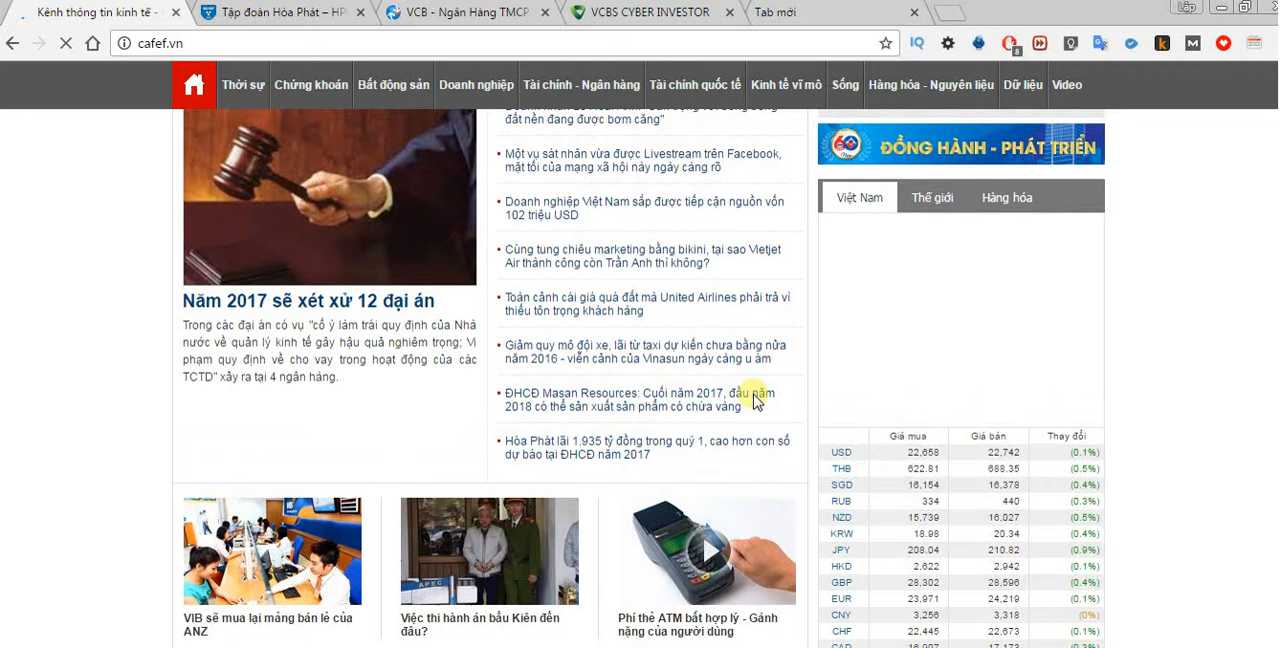 Kênh thông tin kinh tế -
Tập đoàn Hòa Phát – HP
VCB - Ngân Hàng TMCP
VCBS CYBER INVESTOR
Tab mới
Lập
cafef.vn
IQ
8
Thời sự
Chứng khoán
Bất động sản
Doanh nghiệp
Tài chính - Ngân hàng
Tài chính quốc tế
Kinh tế vĩ mô
Sống
Hàng hóa - Nguyên liệu
Dữ liệu
Video
Năm 2017 sẽ xét xử 12 đại án
Trong các đại án có vụ "cố ý làm trái quy định của Nhà
nước về quản lý kinh tế gây hậu quả nghiêm trọng; Vi
phạm quy định về cho vay trong hoạt động của các
TCTD" xảy ra tại 4 ngân hàng.
đất nền đang được bơm căng"
Một vụ sát nhân vừa được Livestream trên Facebook,
mặt tối của mạng xã hội này ngày càng rõ
Doanh nghiệp Việt Nam sắp được tiếp cận nguồn vốn
102 triệu USD
Cùng tung chiêu marketing bằng bikini, tại sao Vietjet
Air thành công còn Trần Anh thì không?
Toàn cảnh cái giá quá đắt mà United Airlines phải trả vì
thiếu tôn trọng khách hàng
Giảm quy mô đội xe, lãi từ taxi dự kiến chưa bằng nửa
năm 2016 - viễn cảnh của Vinasun ngày càng u ám
ĐHCĐ Masan Resources: Cuối năm 2017, đầu năm
2018 có thể sản xuất sản phẩm có chứa vàng
Hòa Phát lãi 1.935 tỷ đồng trong quý 1, cao hơn con số
dự báo tại ĐHCĐ năm 2017
60
ĐỒNG HÀNH - PHÁT TRIỂN
Việt Nam
Thế giới
Hàng hóa
Giá mua Giá bán Thay đổi
USD 22,658 22,742 (0.1%)
THB 622.81 688.35 (0.5%)
SGD 16,154 16,378 (0.4%)
RUB 334 440 (0.3%)
NZD 15,739 16,027 (0.5%)
KRW 18.98 20.34 (0.4%)
JPY 208.04 210.82 (0.9%)
HKD 2,622 2,942 (0.1%)
GBP 28,302 28,596 (0.4%)
EUR 23,971 24,219 (0.1%)
CNY 3,256 3,318 (0%)
CHF 22,445 22,673 (0.1%)
VIB sẽ mua lại mảng bán lẻ của
ANZ
APEC
Việc thi hành án bầu Kiên đến
đâu?
Phí thẻ ATM bất hợp lý - Gánh
nặng của người dùng